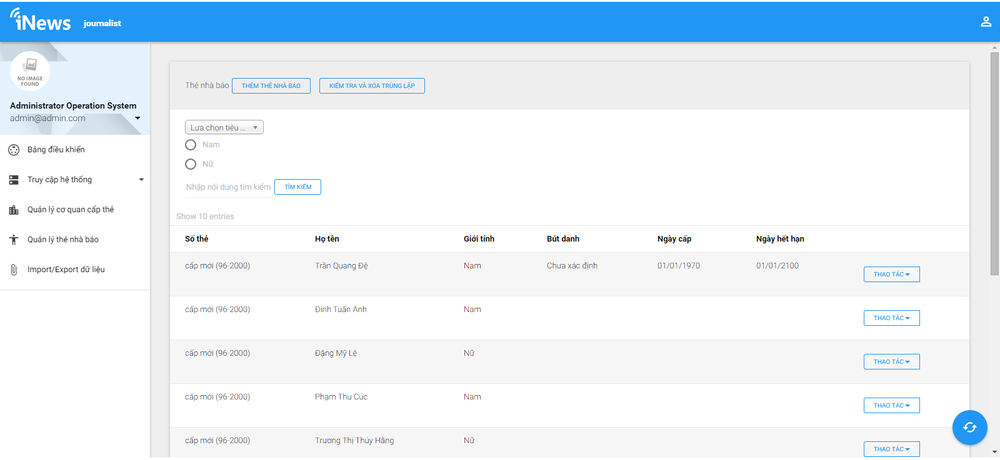 iNews journalist
NO IMAGE
FOUND
Administrator Operation System
admin@admin.com
Bảng điều khiển
Truy cập hệ thống
Quản lý cơ quan cấp thẻ
Quản lý thẻ nhà báo
Import/Export dữ liệu
Thẻ nhà báo THÊM THẺ NHÀ BÁO KIỂM TRA VÀ XÓA TRÙNG LẶP
Lựa chọn tiêu ...
Nam
Nữ
Nhập nội dung tìm kiếm TÌM KIẾM
Show 10 entries
Số thẻ Họ tên Giới tính Bút danh Ngày cấp Ngày hết hạn
cấp mới (96-2000) Trần Quang Đệ Nam Chưa xác định 01/01/1970 01/01/2100 THAO TÁC
cấp mới (96-2000) Đinh Tuấn Anh Nam THAO TÁC
cấp mới (96-2000) Đặng Mỹ Lệ Nữ THAO TÁC
cấp mới (96-2000) Phạm Thu Cúc Nam THAO TÁC
cấp mới (96-2000) Trương Thị Thúy Hằng Nữ THAO TÁC